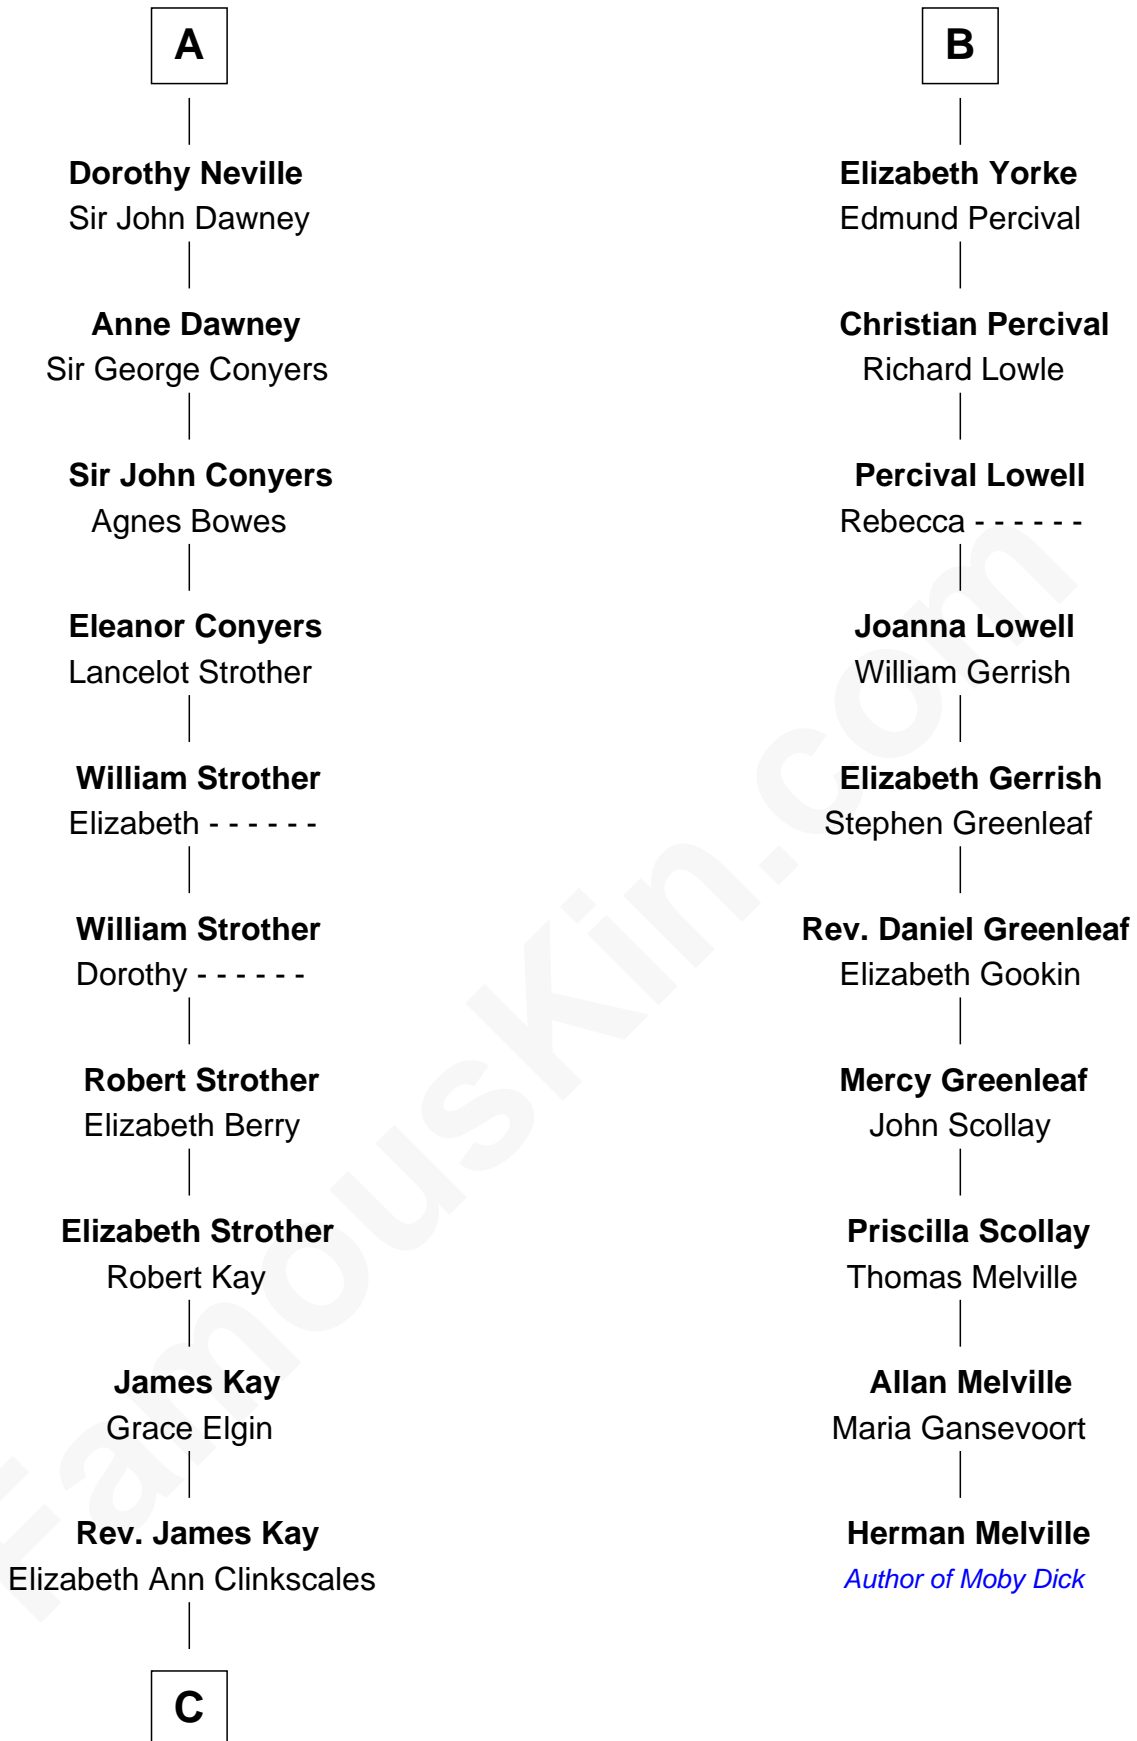 A
Dorothy Neville
Sir John Dawney
Anne Dawney
Sir George Conyers
Sir John Conyers
Agnes Bowes
Eleanor Conyers
Lancelot Strother
William Strother
Elizabeth - - - - - -
William Strother
Dorothy - - - - - -
Robert Strother
Elizabeth Berry
Elizabeth Strother
Robert Kay
James Kay
Grace Elgin
Rev. James Kay
Elizabeth Ann Clinkscales
C
B
Elizabeth Yorke
Edmund Percival
Christian Percival
Richard Lowle
Percival Lowell
Rebecca - - - - - -
Joanna Lowell
William Gerrish
Elizabeth Gerrish
Stephen Greenleaf
Rev. Daniel Greenleaf
Elizabeth Gookin
Mercy Greenleaf
John Scollay
Priscilla Scollay
Thomas Melville
Allan Melville
Maria Gansevoort
Herman Melville
Author of Moby Dick
FamousKin.com